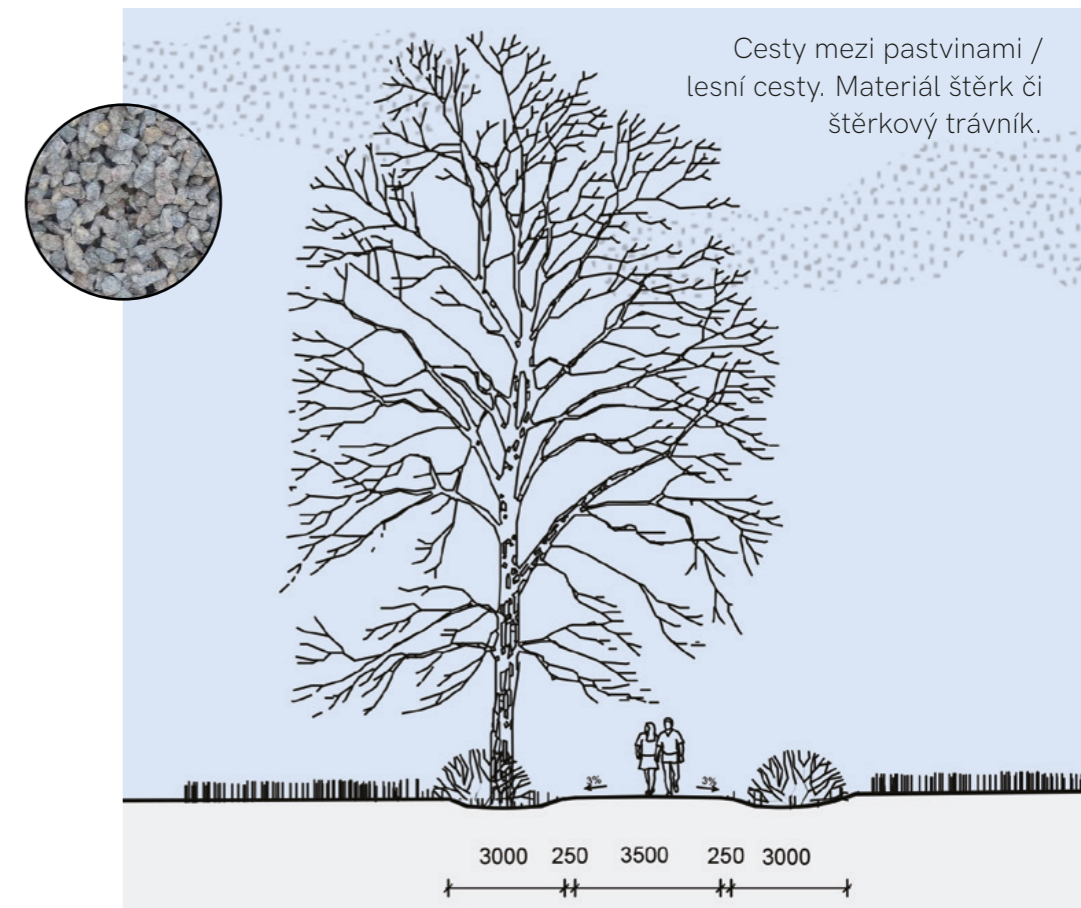 Cesty mezi pastvinami /
lesní cesty. Materiál štěrk či
štěrkový trávník.
3% 3%
3000 250 3500 250 3000